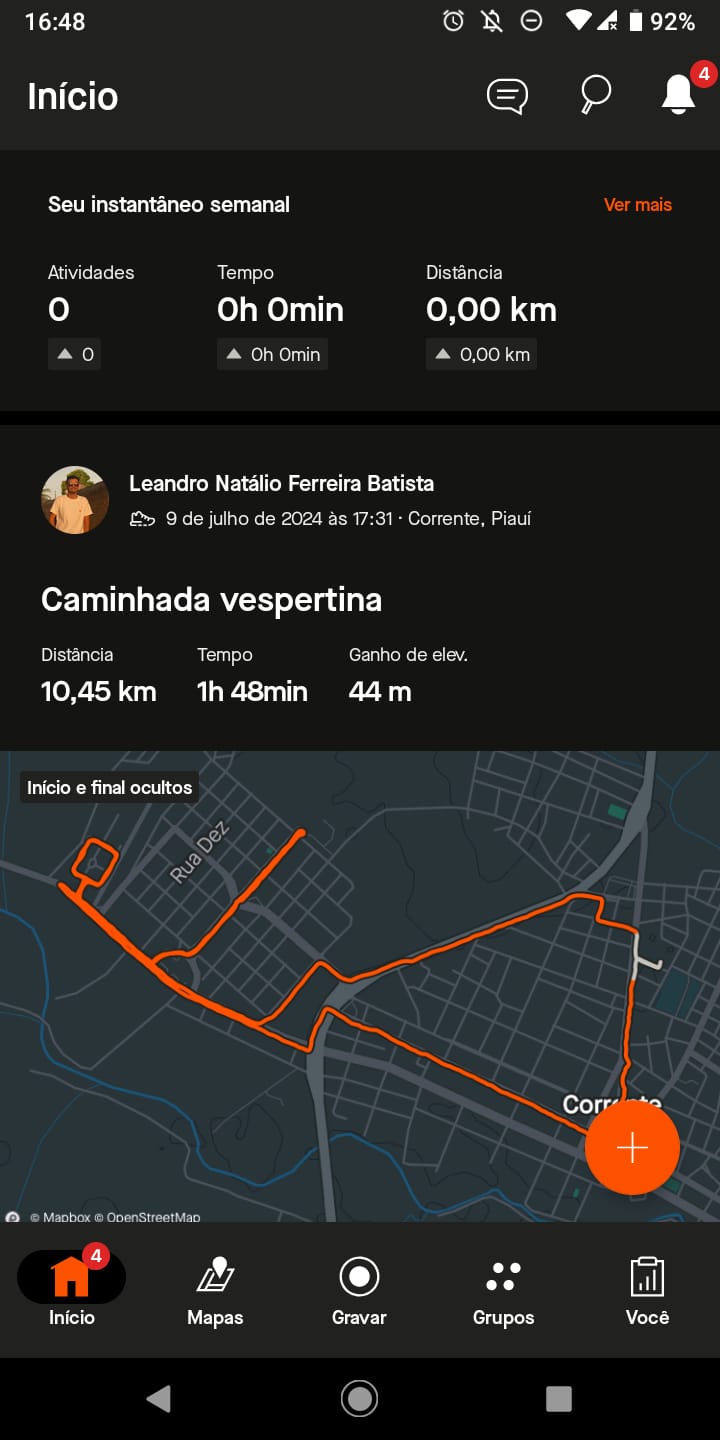 16:48
92%
Início
4
Seu instantâneo semanal
Ver mais
Atividades Tempo Distância
0 0h 0min 0,00 km
0 0h 0min 0,00 km
Leandro Natálio Ferreira Batista
9 de julho de 2024 às 17:31 · Corrente, Piauí
Caminhada vespertina
Distância Tempo Ganho de elev.
10,45 km 1h 48min 44 m
Início e final ocultos
Rua Dez
Corrente
© Mapbox © OpenStreetMap
4
Início Mapas Gravar Grupos Você